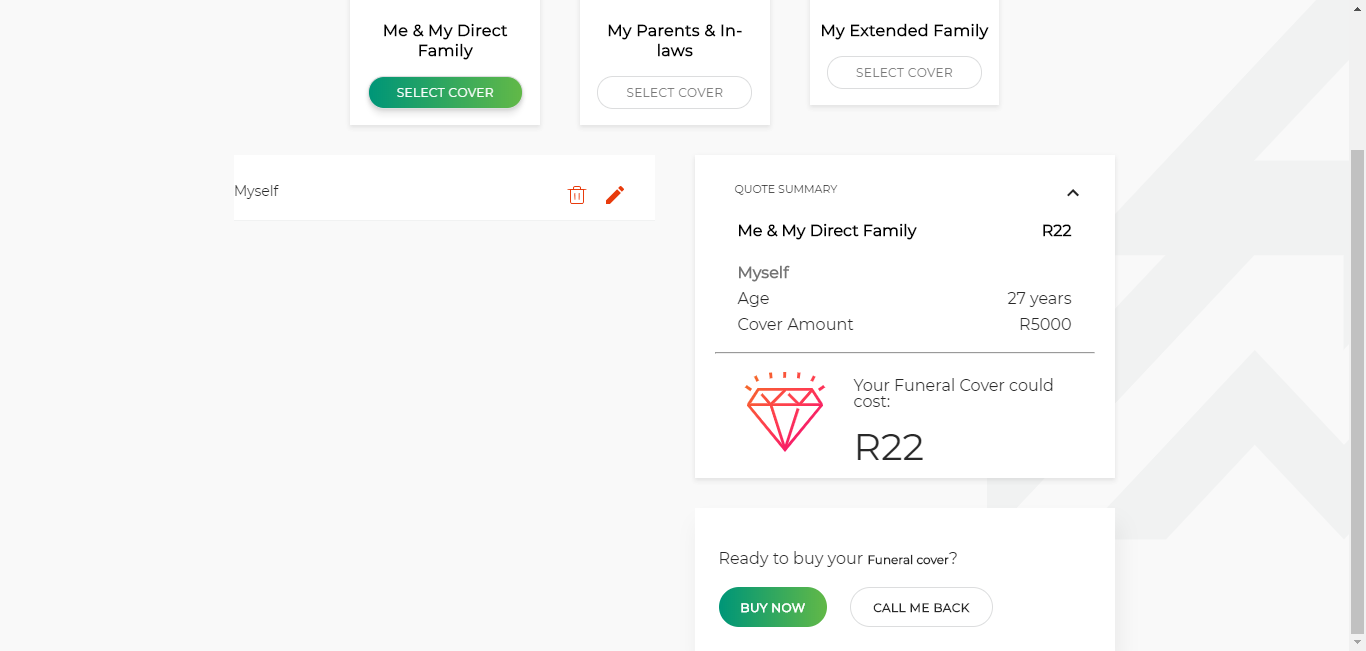 Me & My Direct
Family
SELECT COVER
My Parents & In-
laws
SELECT COVER
My Extended Family
SELECT COVER
Myself
QUOTE SUMMARY
Me & My Direct Family R22
Myself
Age 27 years
Cover Amount R5000
Your Funeral Cover could
cost:
R22
Ready to buy your Funeral cover?
BUY NOW CALL ME BACK